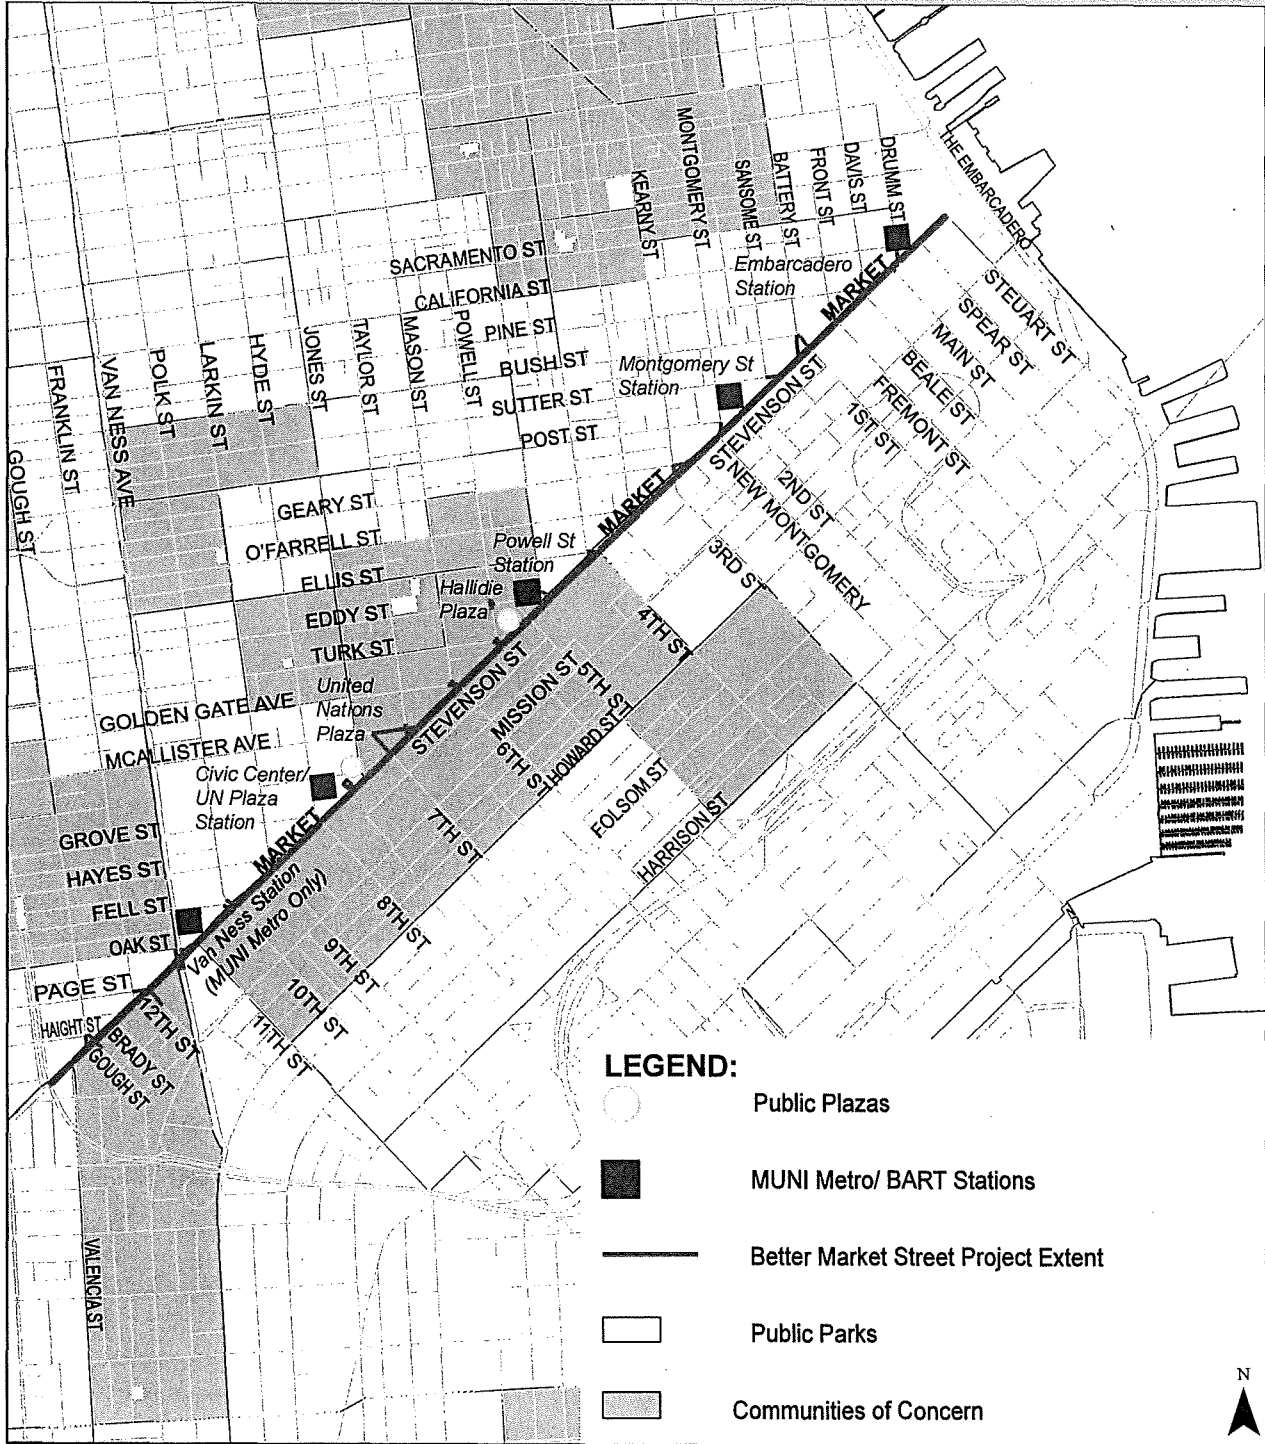 MONTGOMERY ST
KEARNY ST
SANSOME ST
BATTERY ST
FRONT ST
DAVIS ST
DRUMM ST
THE EMBARCADERO
SACRAMENTO ST
CALIFORNIA ST
PINE ST
BUSH ST
SUTTER ST
POST ST
Embarcadero
Station
MARKET
STEUART ST
SPEAR ST
MAIN ST
BEALE ST
FREMONT ST
1ST ST
Montgomery St
Station
STEVENSON ST
GOUGH ST
FRANKLIN ST
VAN NESS AVE
POLK ST
LARKIN ST
HYDE ST
JONES ST
TAYLOR ST
MASON ST
POWELL ST
2ND ST
NEW MONTGOMERY
3RD ST
MARKET
GEARY ST
O'FARRELL ST
ELLIS ST
EDDY ST
TURK ST
Powell St
Station
Hallidie
Plaza
4TH ST
5TH ST
MISSION ST
6TH ST
HOWARD ST
STEVENSON ST
United
Nations
Plaza
GOLDEN GATE AVE
MCALLISTER AVE
Civic Center/
UN Plaza
Station
FOLSOM ST
HARRISON ST
7TH ST
8TH ST
9TH ST
10TH ST
11TH ST
MARKET
Van Ness Station
(MUNI Metro Only)
GROVE ST
HAYES ST
FELL ST
OAK ST
PAGE ST
HAIGHT ST
12TH ST
BRADY ST
GOUGH ST
VALENCIA ST
LEGEND:
Public Plazas
MUNI Metro/ BART Stations
Better Market Street Project Extent
Public Parks
Communities of Concern
N